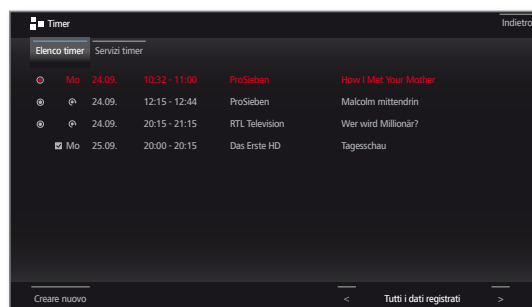 Timer Indietro
Elenco timer Servizi timer
Mo 24.09. 10:32 - 11:00 ProSieben How I Met Your Mother
24.09. 12:15 - 12:44 ProSieben Malcolm mittendrin
24.09. 20:15 - 21:15 RTL Television Wer wird Millionär?
Mo 25.09. 20:00 - 20:15 Das Erste HD Tagesschau
Creare nuovo < Tutti i dati registrati >